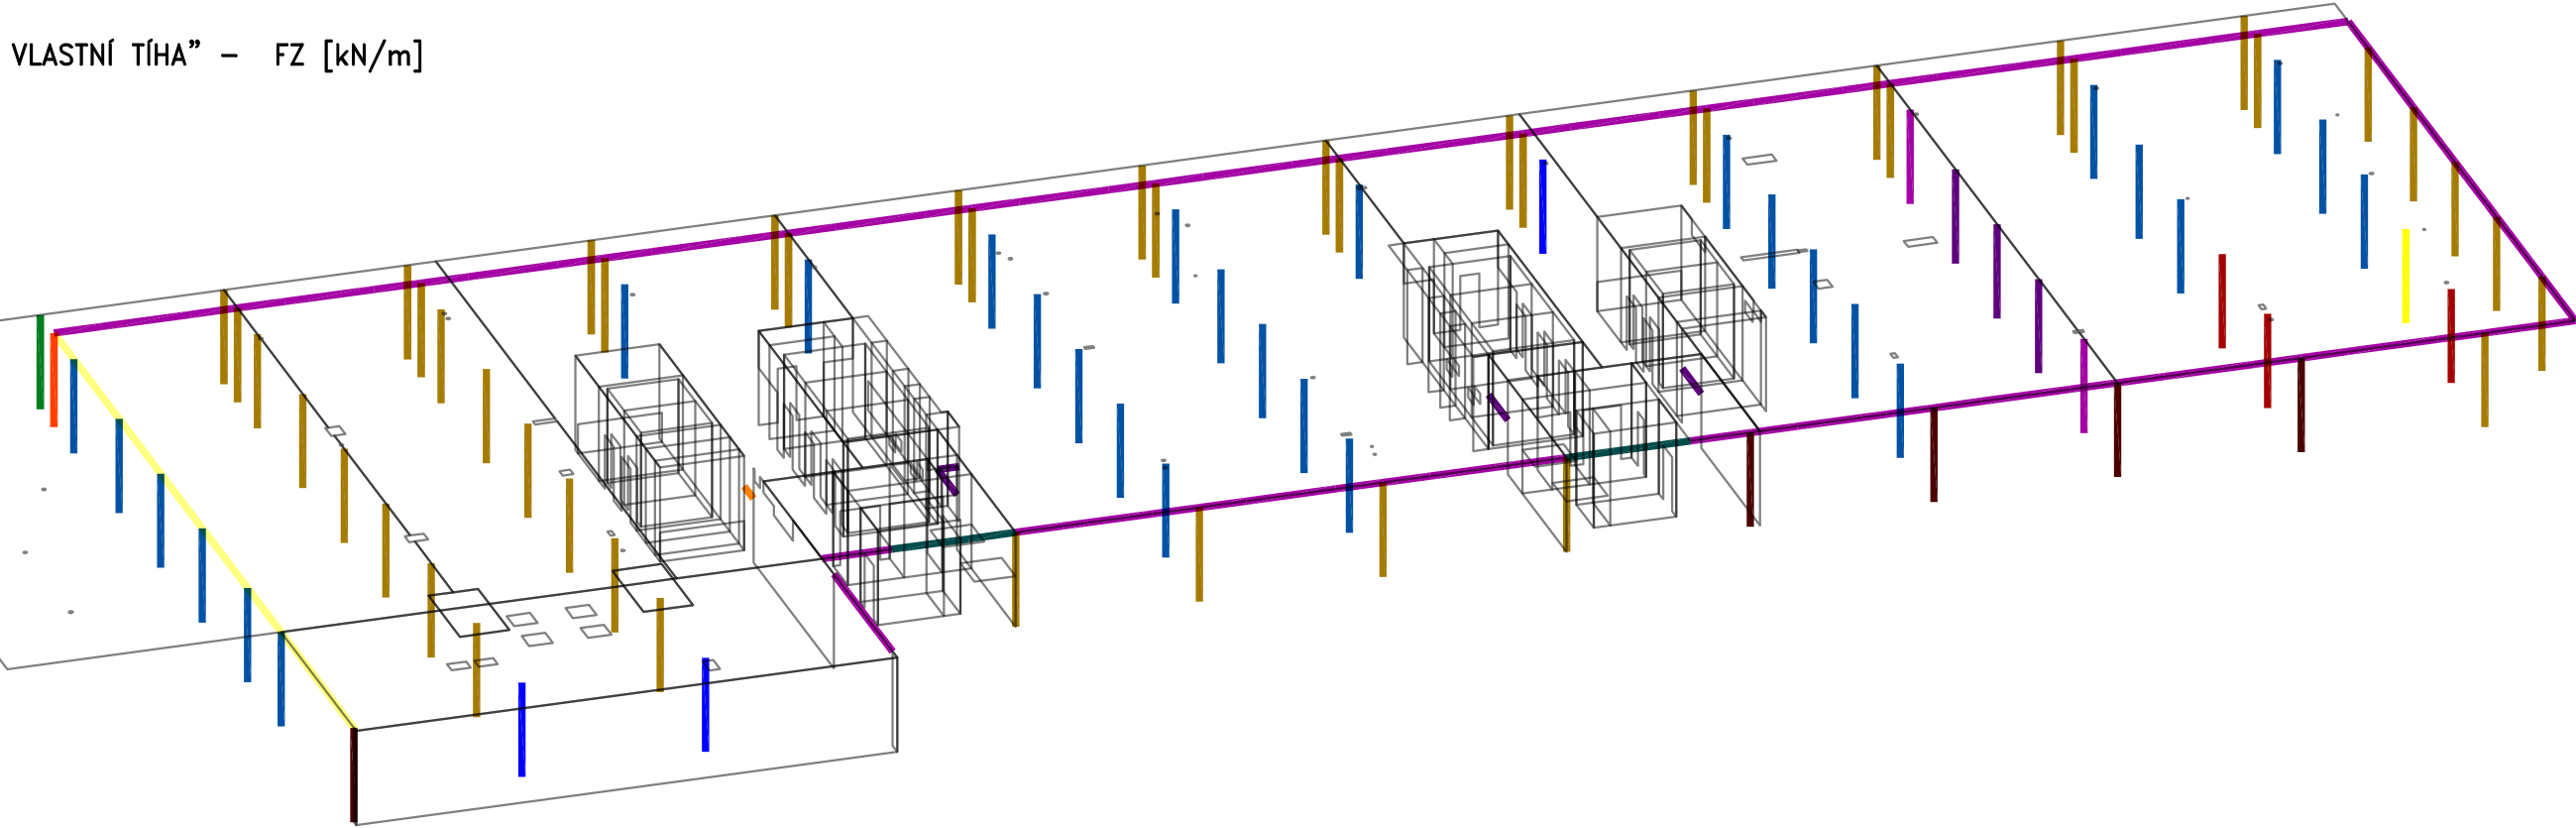 VLASTNÍ TÍHA” – FZ [kN/m]